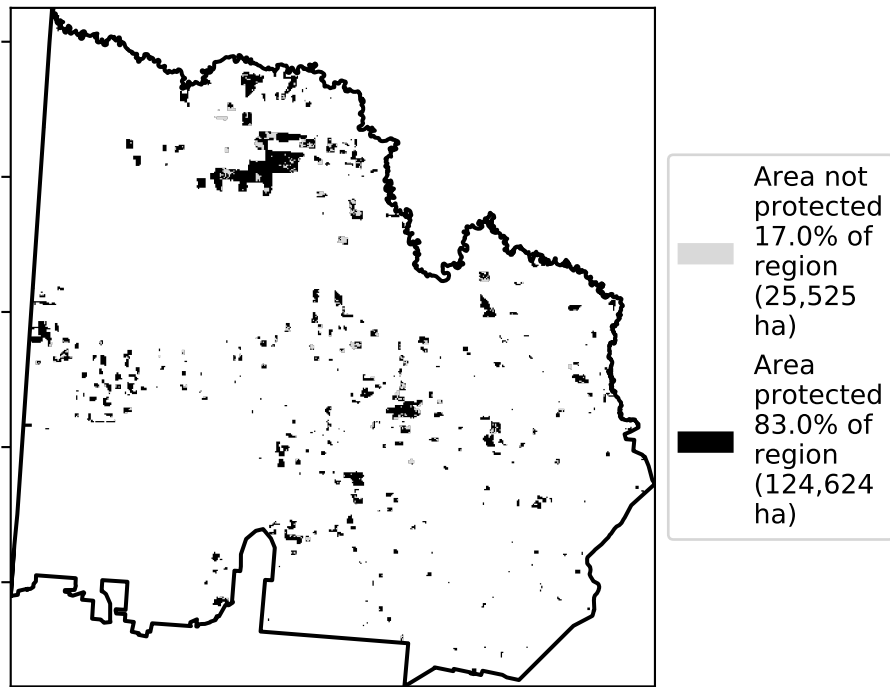 Area not
protected
17.0% of
region
(25,525
ha)
Area
protected
83.0% of
region
(124,624
ha)